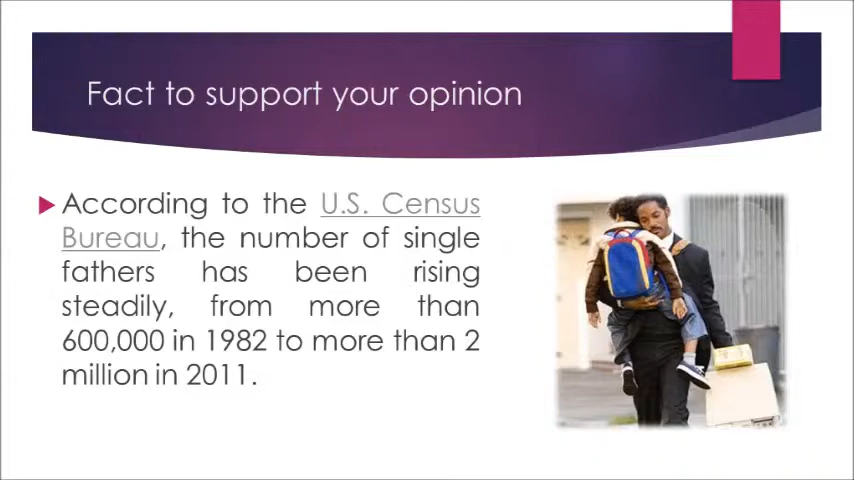 Fact to support your opinion
According to the U.S. Census
Bureau, the number of single
fathers has been rising
steadily, from more than
600,000 in 1982 to more than 2
million in 2011.